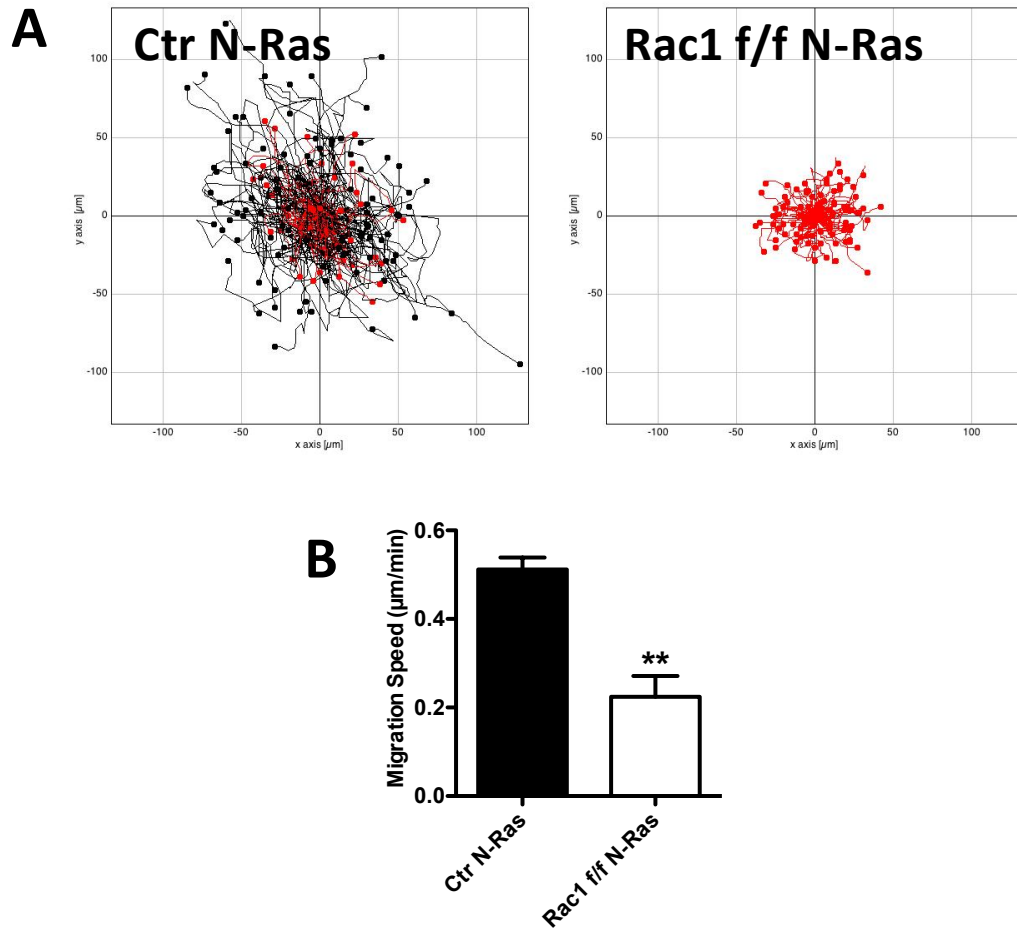 A
Ctr N-Ras
Rac1 f/f N-Ras
y axis [µm]
100
50
0
-50
-100
-100
-50
0
50
100
x axis [µm]
y axis [µm]
100
50
0
-50
-100
-100
-50
0
50
100
x axis [µm]
B
Migration Speed (µm/min)
0.6
0.4
0.2
0.0
**
Ctr N-Ras
Rac1 f/f N-Ras